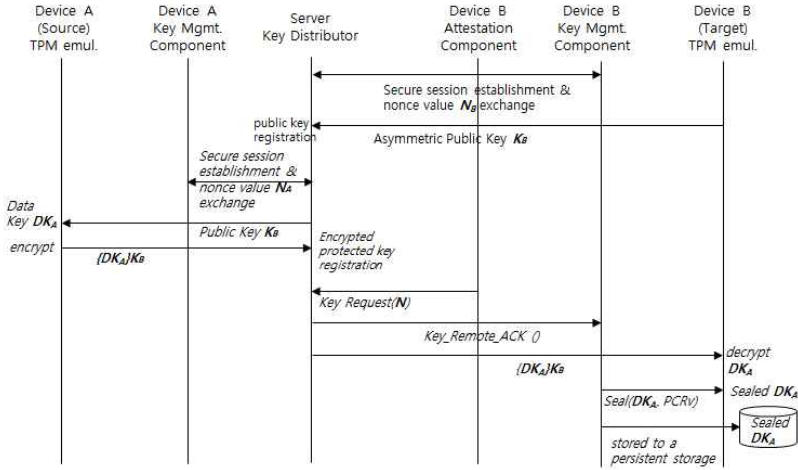 Device A
(Source)
TPM emul.
Device A
Key Mgmt.
Component
Server
Key Distributor
Device B
Attestation
Component
Device B
Key Mgmt.
Component
Device B
(Target)
TPM emul.
Secure session establishment &
nonce value NB exchange
public key
registration
Asymmetric Public Key KB
Secure session
establishment &
nonce value NA
exchange
Data
Key DKA
Public Key KB
encrypt
{DKA}KB
Encrypted
protected key
registration
Key Request(N)
Key_Remote_ACK ()
{DKA}KB
decrypt
DKA
Seal(DKA, PCRv)
Sealed DKA
Sealed
DKA
stored to a
persistent storage